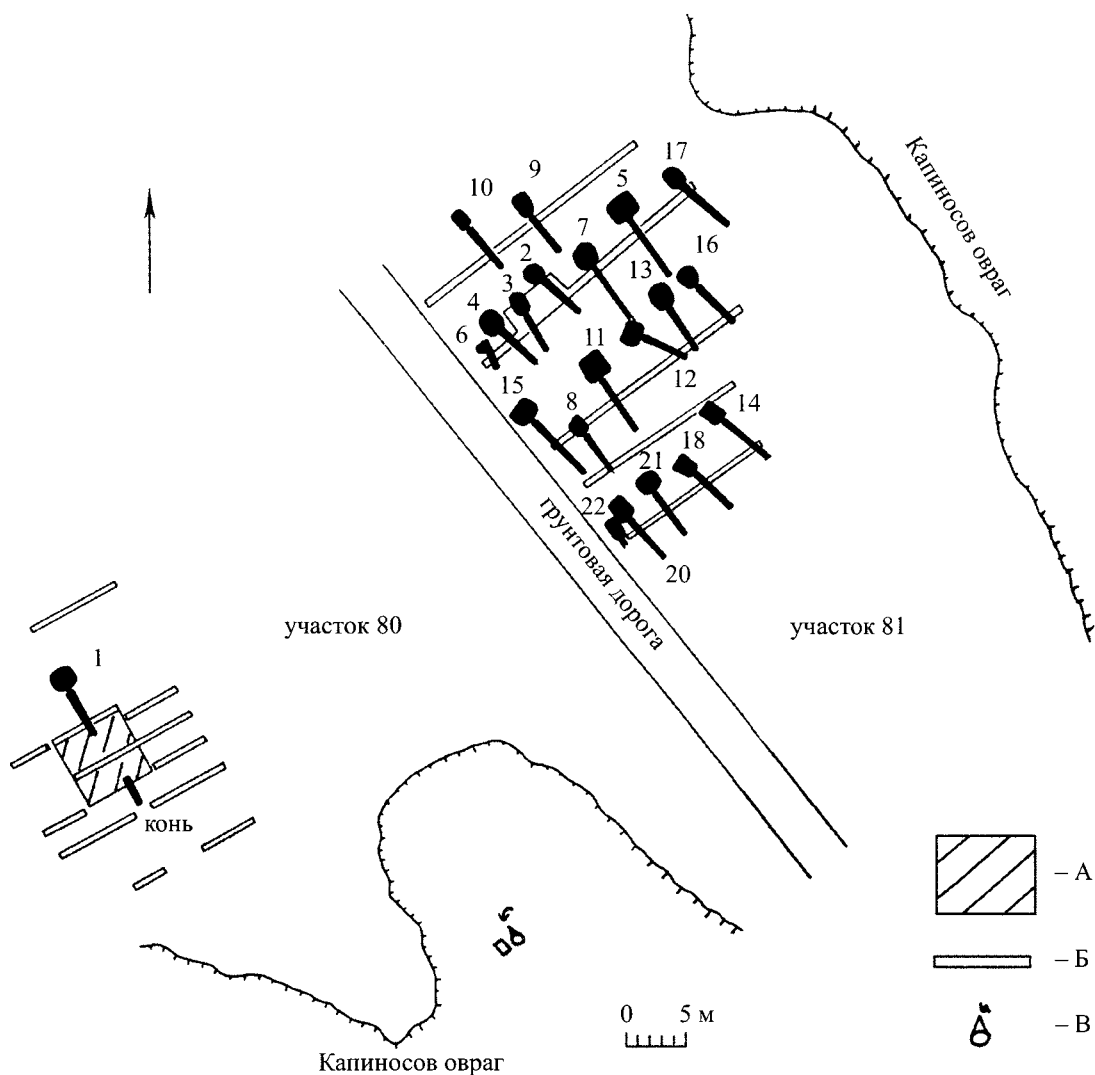 Капиносов овраг
17
9
5
10
7
2
16
13
3
4
6
11
12
15
8
14
18
21
22
20
грунтовая дорога
участок 80
участок 81
1
конь
– А
– Б
– В
0 5 м
Капиносов овраг